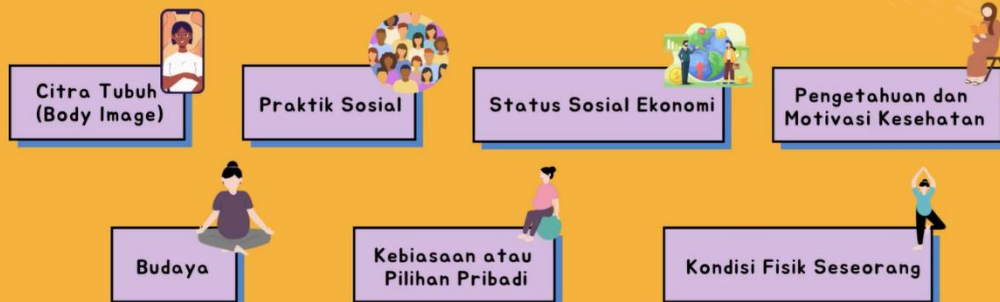 Citra Tubuh
(Body Image)
Praktik Sosial
Status Sosial Ekonomi
Pengetahuan dan
Motivasi Kesehatan
Budaya
Kebiasaan atau
Pilihan Pribadi
Kondisi Fisik Seseorang